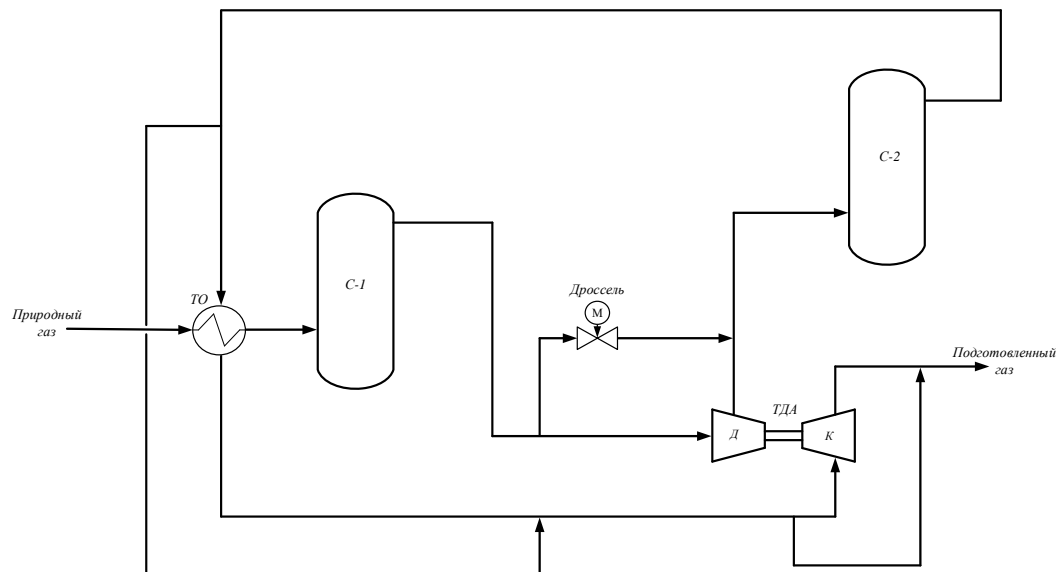 С-2
С-1
ТО
Дроссель
М
Природный
газ
Подготовленный
газ
ТДА
Д
К